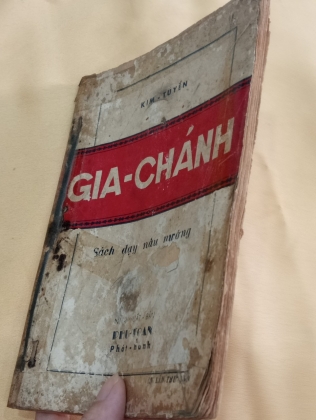 KIM-TUYẾN
GIA-CHÁNH
Sách dạy nấu nướng
Phát-hành